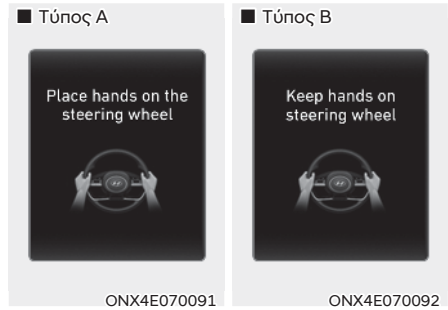 ■ Τύπος A
Place hands on the
steering wheel
ONX4E070091
■ Τύπος B
Keep hands on
steering wheel
ONX4E070092